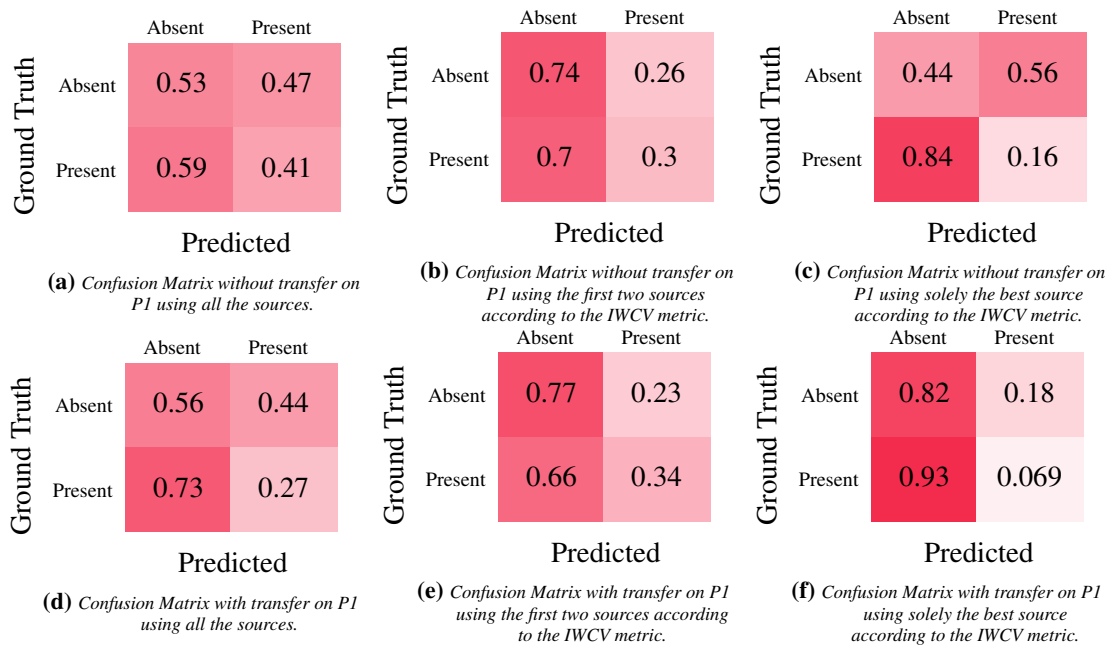 Absent Present
Ground Truth
Absent 0.53 0.47
Present 0.59 0.41
Predicted
(a) Confusion Matrix without transfer on
P1 using all the sources.
Absent Present
Ground Truth
Absent 0.74 0.26
Present 0.7 0.3
Predicted
(b) Confusion Matrix without transfer on
P1 using the first two sources
according to the IWCV metric.
Absent Present
Ground Truth
Absent 0.44 0.56
Present 0.84 0.16
Predicted
(c) Confusion Matrix without transfer on
P1 using solely the best source
according to the IWCV metric.
Absent Present
Ground Truth
Absent 0.56 0.44
Present 0.73 0.27
Predicted
(d) Confusion Matrix with transfer on P1
using all the sources.
Absent Present
Ground Truth
Absent 0.77 0.23
Present 0.66 0.34
Predicted
(e) Confusion Matrix with transfer on P1
using the first two sources according
to the IWCV metric.
Absent Present
Ground Truth
Absent 0.82 0.18
Present 0.93 0.069
Predicted
(f) Confusion Matrix with transfer on P1
using solely the best source
according to the IWCV metric.